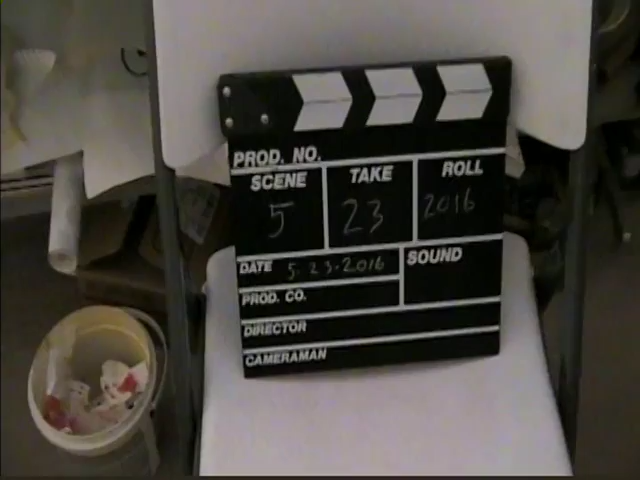 PROD. NO.
SCENE TAKE ROLL
5 23 2016
DATE 5.23.2016 SOUND
PROD. CO.
DIRECTOR
CAMERAMAN